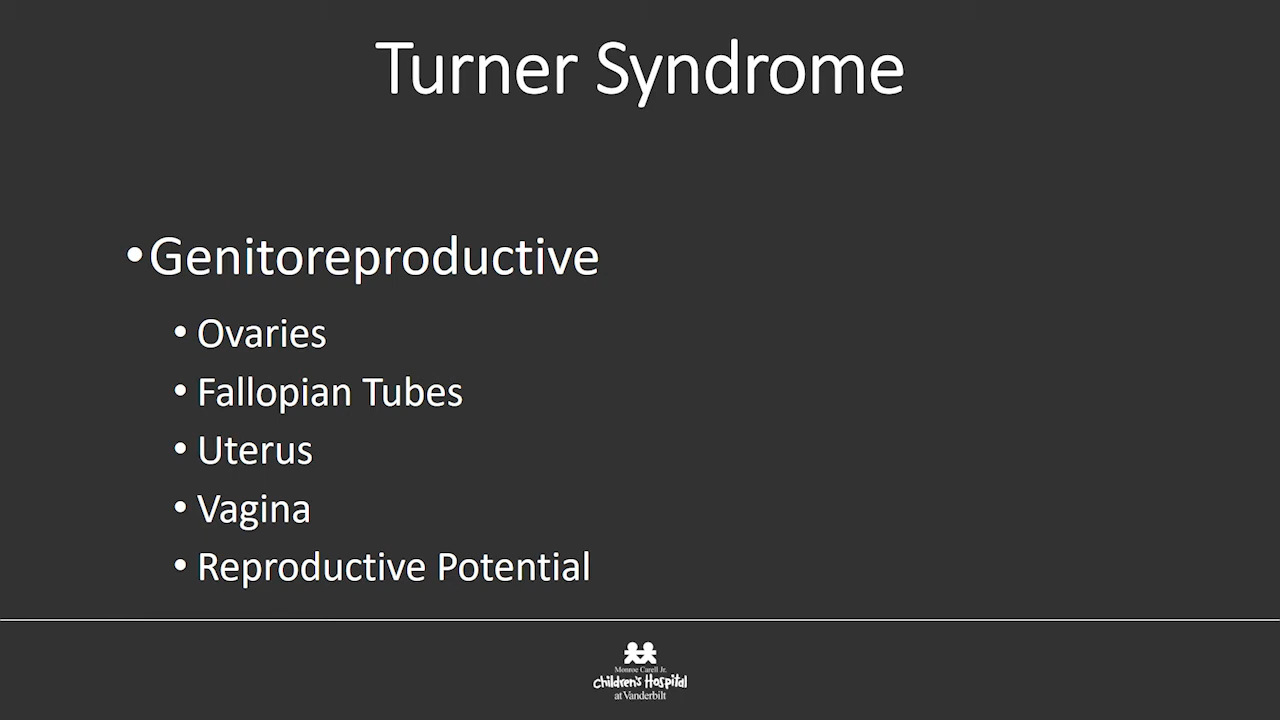 Turner Syndrome
•Genitoreproductive
• Ovaries
• Fallopian Tubes
• Uterus
• Vagina
• Reproductive Potential
Monroe Carell Jr.
Children's Hospital
at Vanderbilt